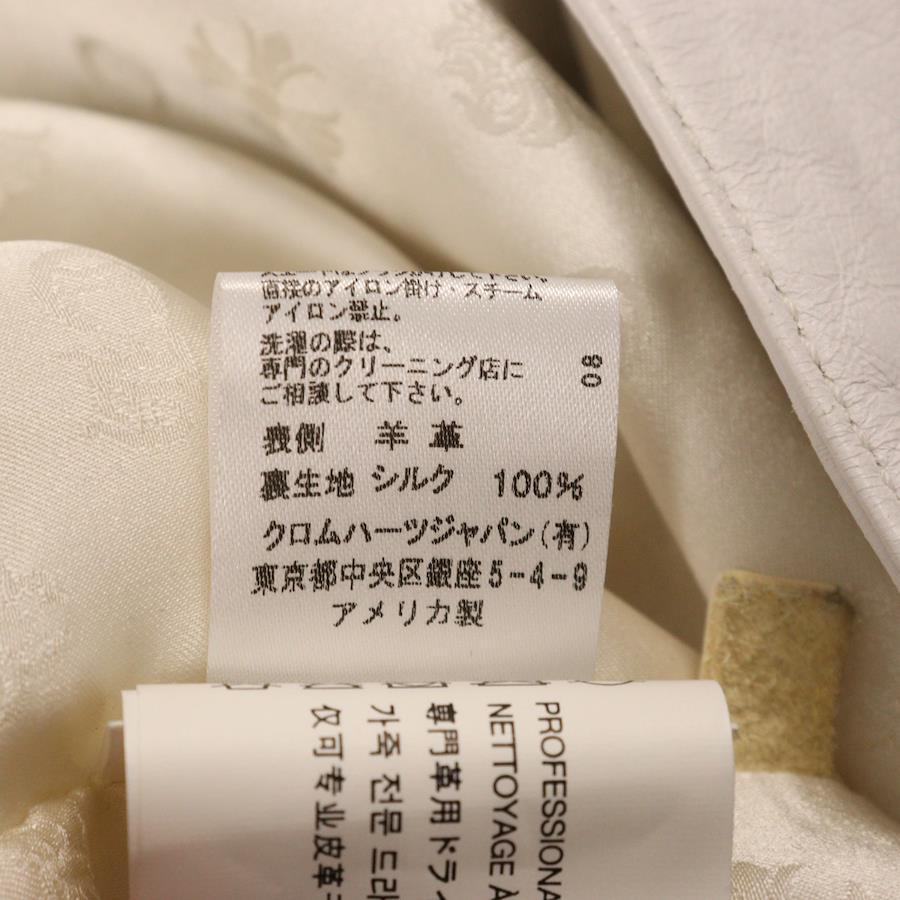 直接のアイロン掛け・スチーム
アイロン禁止。
洗濯の際は、
専門のクリーニング店に
ご相談して下さい。
08
表側 羊革
裏生地 シルク 100%
クロムハーツジャパン(有)
東京都中央区銀座5-4-9
アメリカ製
PROFESSIONA
NETTOYAGE À
専門革用ドライ
가죽 전문 드라
仅可专业皮革